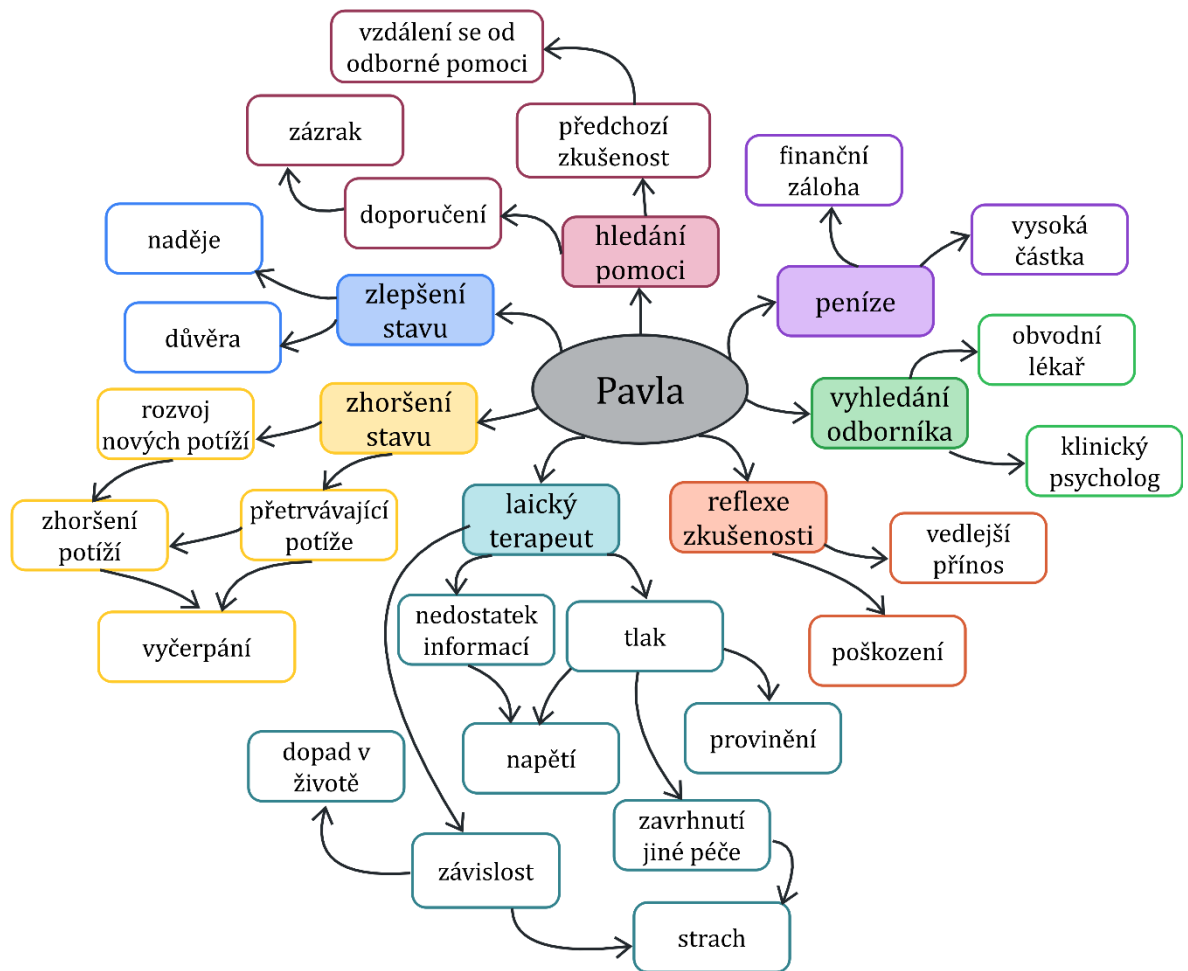 vzdálení se od
odborné pomoci
zázrak
předchozí
zkušenost
finanční
záloha
doporučení
naděje
hledání
pomoci
vysoká
částka
zlepšení
stavu
peníze
důvěra
obvodní
lékař
Pavla
rozvoj
nových potíží
zhoršení
stavu
vyhledání
odborníka
klinický
psycholog
zhoršení
potíží
přetrvávající
potíže
laický
terapeut
reflexe
zkušenosti
vedlejší
přínos
vyčerpání
nedostatek
informací
tlak
poškození
dopad v
životě
napětí
provinění
závislost
zavrhnutí
jiné péče
strach